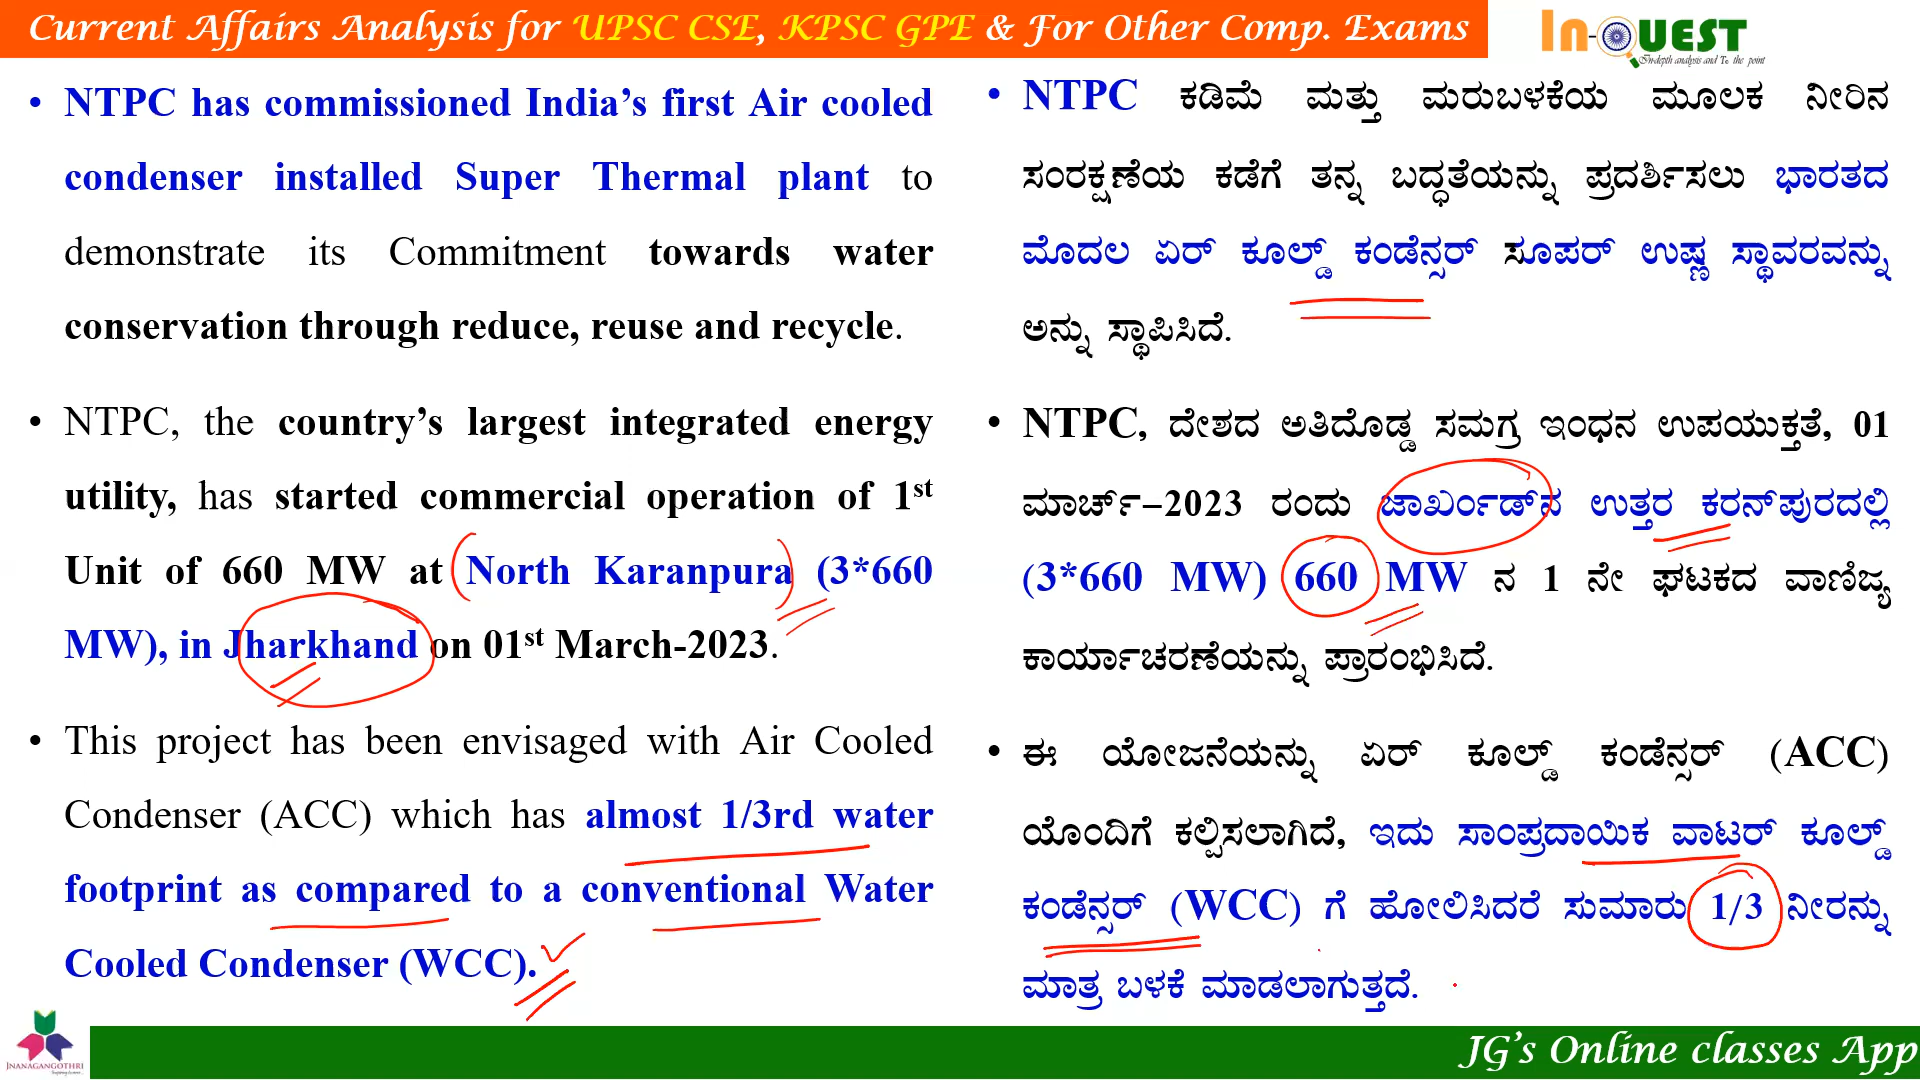 Current Affairs Analysis for UPSC CSE, KPSC GPE & For Other Comp. Exams
In-QUEST
In-depth analysis and To the point
• NTPC has commissioned India’s first Air cooled
condenser installed Super Thermal plant to
demonstrate its Commitment towards water
conservation through reduce, reuse and recycle.
• NTPC, the country’s largest integrated energy
utility, has started commercial operation of 1st
Unit of 660 MW at North Karanpura (3*660
MW), in Jharkhand on 01st March-2023.
• This project has been envisaged with Air Cooled
Condenser (ACC) which has almost 1/3rd water
footprint as compared to a conventional Water
Cooled Condenser (WCC).
• NTPC ಕಡಿಮೆ ಮತ್ತು ಮರುಬಳಕೆಯ ಮೂಲಕ ನೀರಿನ
ಸಂರಕ್ಷಣೆಯ ಕಡೆಗೆ ತನ್ನ ಬದ್ಧತೆಯನ್ನು ಪ್ರದರ್ಶಿಸಲು ಭಾರತದ
ಮೊದಲ ಏರ್ ಕೂಲ್ಡ್ ಕಂಡೆನ್ಸರ್ ಸೂಪರ್ ಉಷ್ಣ ಸ್ಥಾವರವನ್ನು
ಅನ್ನು ಸ್ಥಾಪಿಸಿದೆ.
• NTPC, ದೇಶದ ಅತಿದೊಡ್ಡ ಸಮಗ್ರ ಇಂಧನ ಉಪಯುಕ್ತತೆ, 01
ಮಾರ್ಚ್–2023 ರಂದು ಜಾರ್ಖಂಡ್‌ನ ಉತ್ತರ ಕರನ್‌ಪುರದಲ್ಲಿ
(3*660 MW) 660 MW ನ 1 ನೇ ಘಟಕದ ವಾಣಿಜ್ಯ
ಕಾರ್ಯಾಚರಣೆಯನ್ನು ಪ್ರಾರಂಭಿಸಿದೆ.
• ಈ ಯೋಜನೆಯನ್ನು ಏರ್ ಕೂಲ್ಡ್ ಕಂಡೆನ್ಸರ್ (ACC)
ಯೊಂದಿಗೆ ಕಲ್ಪಿಸಲಾಗಿದೆ, ಇದು ಸಾಂಪ್ರದಾಯಿಕ ವಾಟರ್ ಕೂಲ್ಡ್
ಕಂಡೆನ್ಸರ್ (WCC) ಗೆ ಹೋಲಿಸಿದರೆ ಸುಮಾರು 1/3 ನೀರನ್ನು
ಮಾತ್ರ ಬಳಕೆ ಮಾಡಲಾಗುತ್ತದೆ.
JNANAGANGOTHRI
JG’s Online classes App